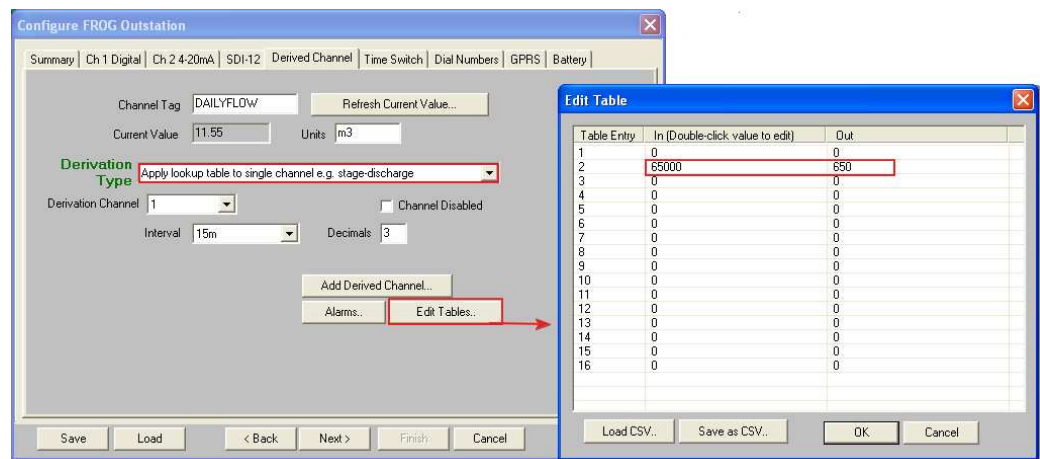 Configure FROG Outstation
Summary Ch 1 Digital Ch 2 4-20mA SDI-12 Derived Channel Time Switch Dial Numbers GPRS Battery
Channel Tag DAILYFLOW Refresh Current Value...
Current Value 11.55 Units m3
Derivation Type Apply lookup table to single channel e.g. stage-discharge
Derivation Channel 1 Channel Disabled
Interval 15m Decimals 3
Add Derived Channel...
Alarms.. Edit Tables..
Save Load < Back Next > Finish Cancel
Edit Table
Table Entry In (Double-click value to edit) Out
1 0 0
2 65000 650
3 0 0
4 0 0
5 0 0
6 0 0
7 0 0
8 0 0
9 0 0
10 0 0
11 0 0
12 0 0
13 0 0
14 0 0
15 0 0
16 0 0
Load CSV.. Save as CSV.. OK Cancel